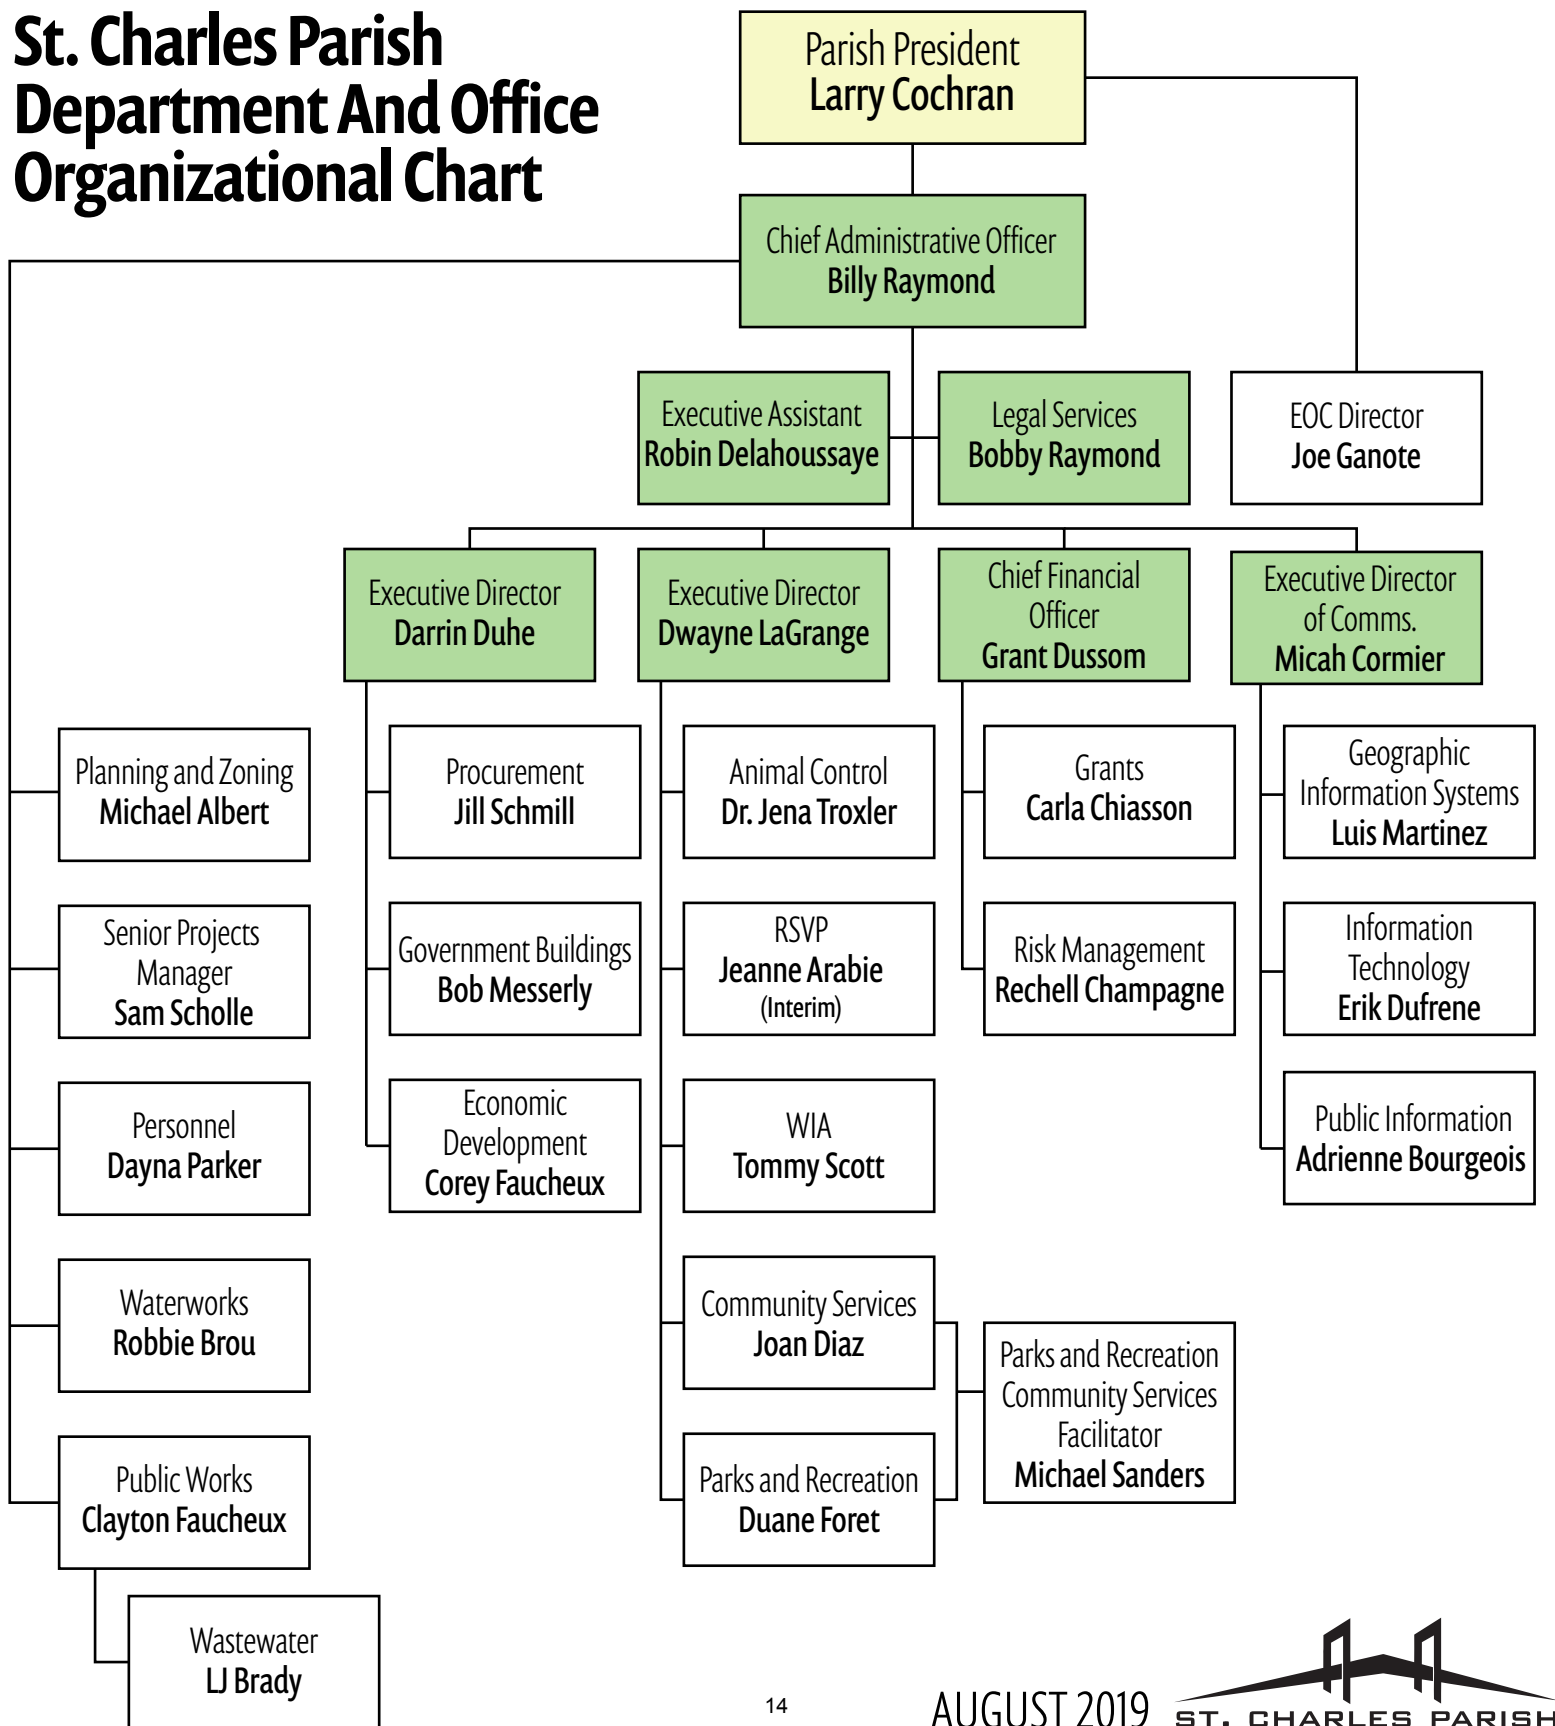 St. Charles Parish
Department And Office
Organizational Chart
Parish President
Larry Cochran
Chief Administrative Officer
Billy Raymond
Executive Assistant
Robin Delahoussaye
Legal Services
Bobby Raymond
EOC Director
Joe Ganote
Executive Director
Darrin Duhe
Executive Director
Dwayne LaGrange
Chief Financial
Officer
Grant Dussom
Executive Director
of Comms.
Micah Cormier
Planning and Zoning
Michael Albert
Senior Projects
Manager
Sam Scholle
Personnel
Dayna Parker
Waterworks
Robbie Brou
Public Works
Clayton Faucheux
Wastewater
LJ Brady
Procurement
Jill Schmill
Government Buildings
Bob Messerly
Economic
Development
Corey Faucheux
Animal Control
Dr. Jena Troxler
RSVP
Jeanne Arabie
(Interim)
WIA
Tommy Scott
Community Services
Joan Diaz
Parks and Recreation
Duane Foret
Parks and Recreation
Community Services
Facilitator
Michael Sanders
Grants
Carla Chiasson
Risk Management
Rechell Champagne
Geographic
Information Systems
Luis Martinez
Information
Technology
Erik Dufrene
Public Information
Adrienne Bourgeois
14
AUGUST 2019
ST. CHARLES PARISH